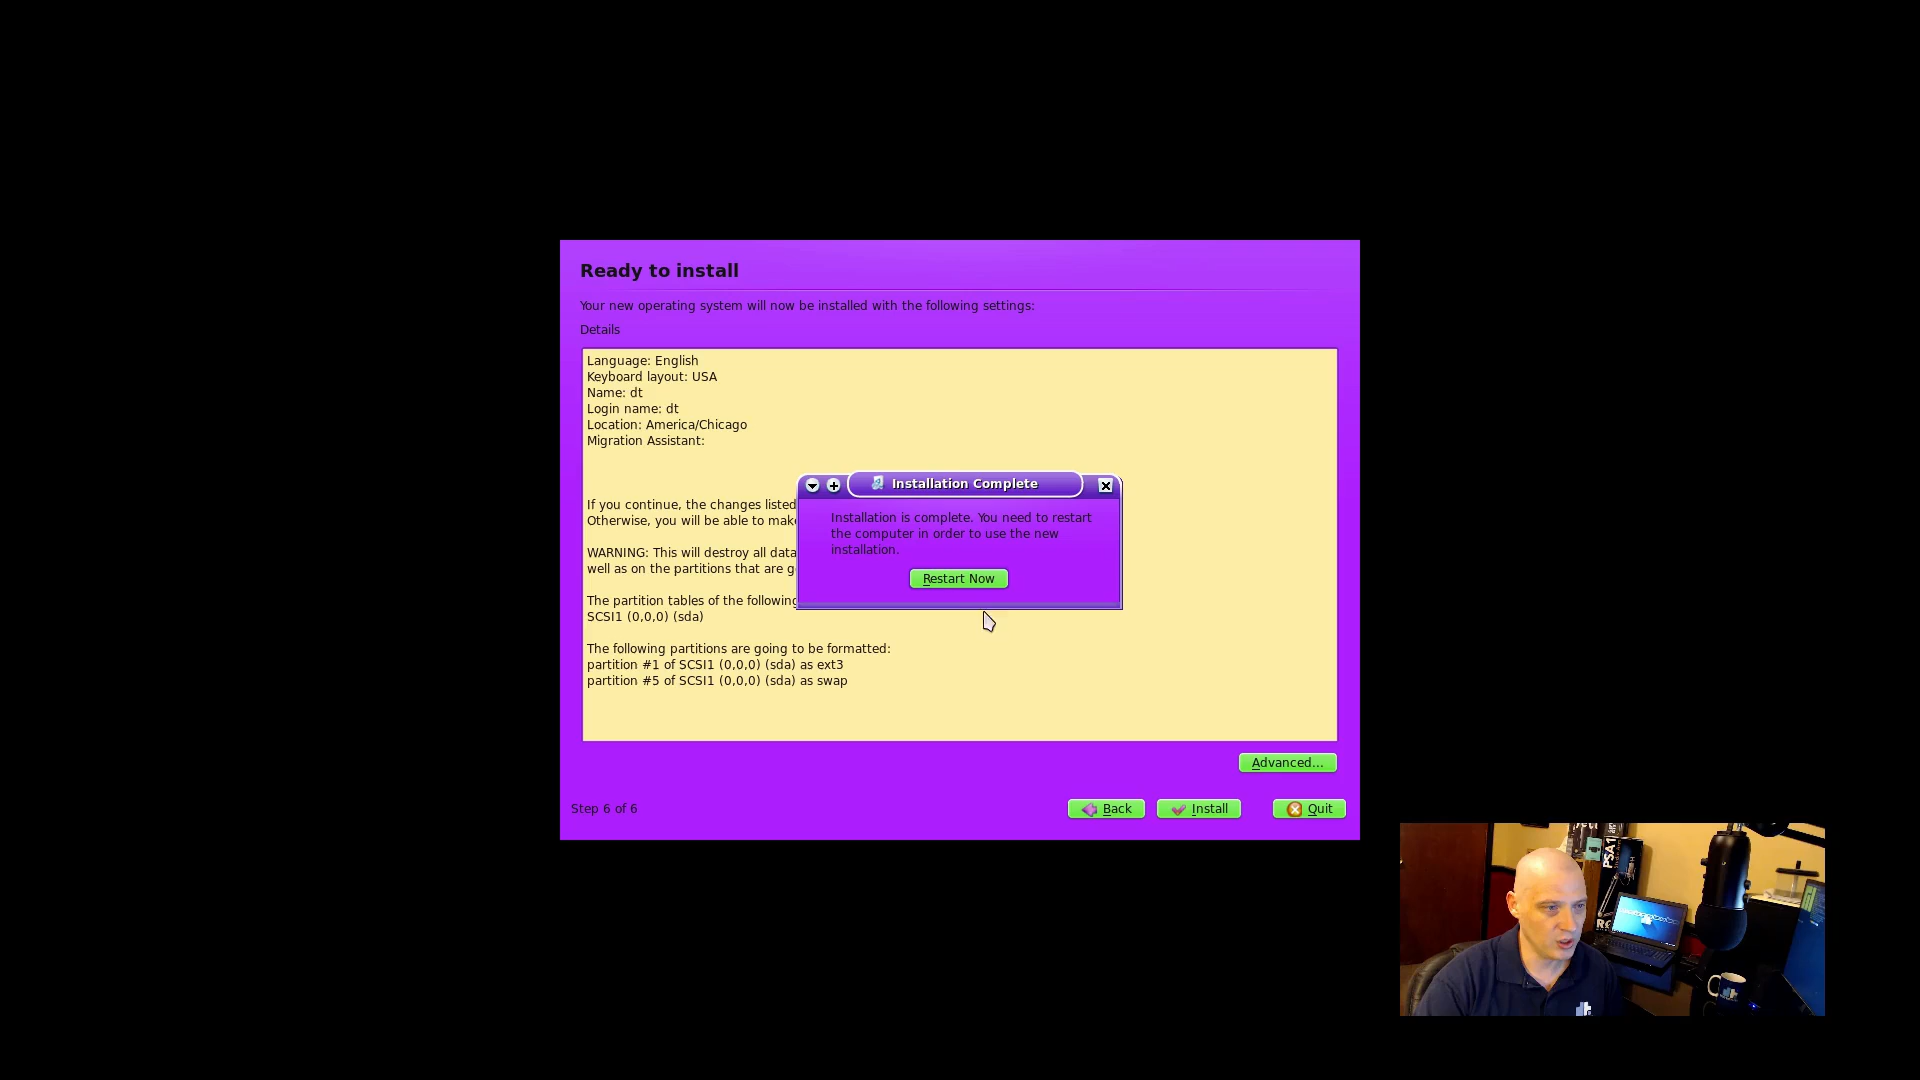 Ready to install
Your new operating system will now be installed with the following settings:
Details
Language: English
Keyboard layout: USA
Name: dt
Login name: dt
Location: America/Chicago
Migration Assistant:
If you continue, the changes listed
Otherwise, you will be able to make
WARNING: This will destroy all data
well as on the partitions that are g
The partition tables of the following
SCSI1 (0,0,0) (sda)
The following partitions are going to be formatted:
partition #1 of SCSI1 (0,0,0) (sda) as ext3
partition #5 of SCSI1 (0,0,0) (sda) as swap
Installation Complete
Installation is complete. You need to restart
the computer in order to use the new
installation.
Restart Now
Advanced...
Step 6 of 6
Back
Install
Quit
PSA1